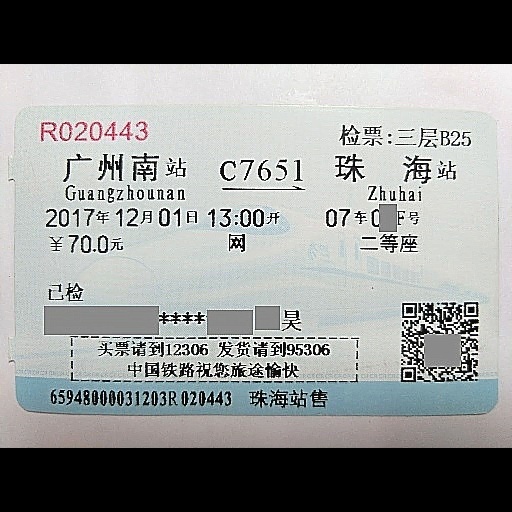 R020443 检票:三层B25
广州南站 C7651 珠海站
Guangzhounan Zhuhai
2017年12月01日13:00开 07车0 F号
￥70.0元 网 二等座
已检
**** 昊
买票请到12306 发货请到95306
中国铁路祝您旅途愉快
65948000031203R020443 珠海站售